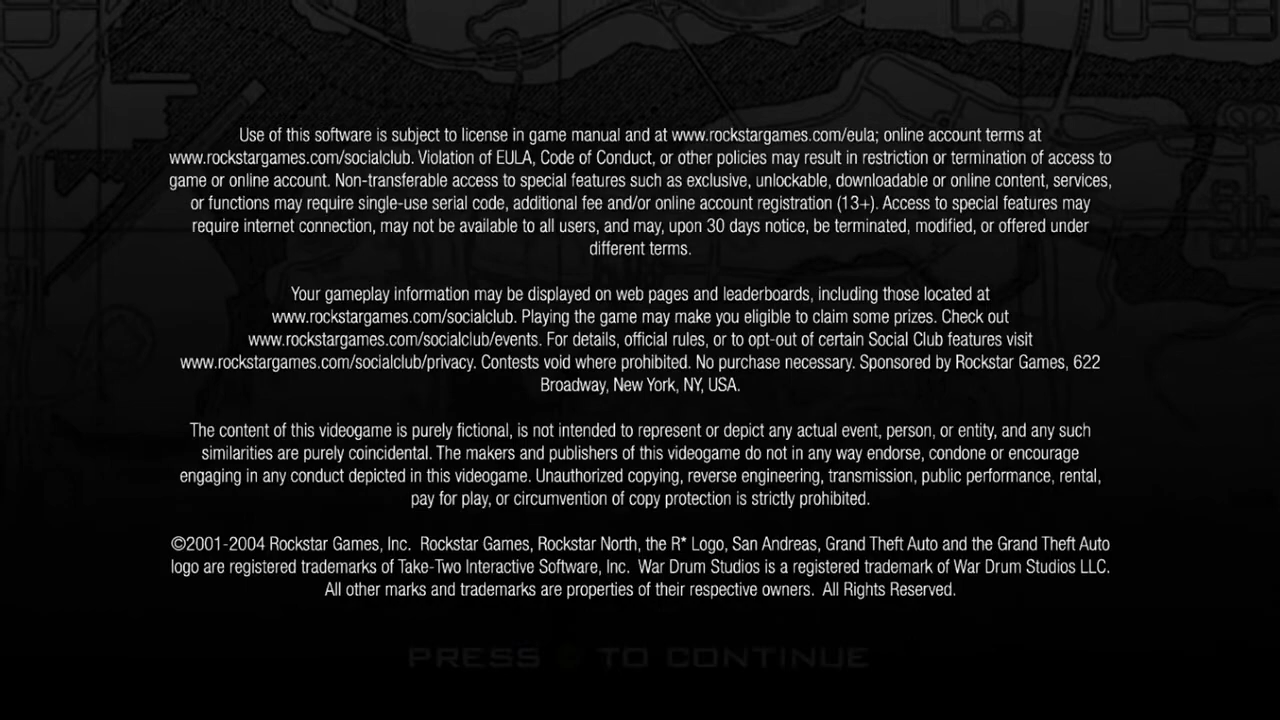 Use of this software is subject to license in game manual and at www.rockstargames.com/eula; online account terms at
www.rockstargames.com/socialclub. Violation of EULA, Code of Conduct, or other policies may result in restriction or termination of access to
game or online account. Non-transferable access to special features such as exclusive, unlockable, downloadable or online content, services,
or functions may require single-use serial code, additional fee and/or online account registration (13+). Access to special features may
require internet connection, may not be available to all users, and may, upon 30 days notice, be terminated, modified, or offered under
different terms.
Your gameplay information may be displayed on web pages and leaderboards, including those located at
www.rockstargames.com/socialclub. Playing the game may make you eligible to claim some prizes. Check out
www.rockstargames.com/socialclub/events. For details, official rules, or to opt-out of certain Social Club features visit
www.rockstargames.com/socialclub/privacy. Contests void where prohibited. No purchase necessary. Sponsored by Rockstar Games, 622
Broadway, New York, NY, USA.
The content of this videogame is purely fictional, is not intended to represent or depict any actual event, person, or entity, and any such
similarities are purely coincidental. The makers and publishers of this videogame do not in any way endorse, condone or encourage
engaging in any conduct depicted in this videogame. Unauthorized copying, reverse engineering, transmission, public performance, rental,
pay for play, or circumvention of copy protection is strictly prohibited.
©2001-2004 Rockstar Games, Inc.  Rockstar Games, Rockstar North, the R* Logo, San Andreas, Grand Theft Auto and the Grand Theft Auto
logo are registered trademarks of Take-Two Interactive Software, Inc.  War Drum Studios is a registered trademark of War Drum Studios LLC.
All other marks and trademarks are properties of their respective owners.  All Rights Reserved.
PRESS TO CONTINUE